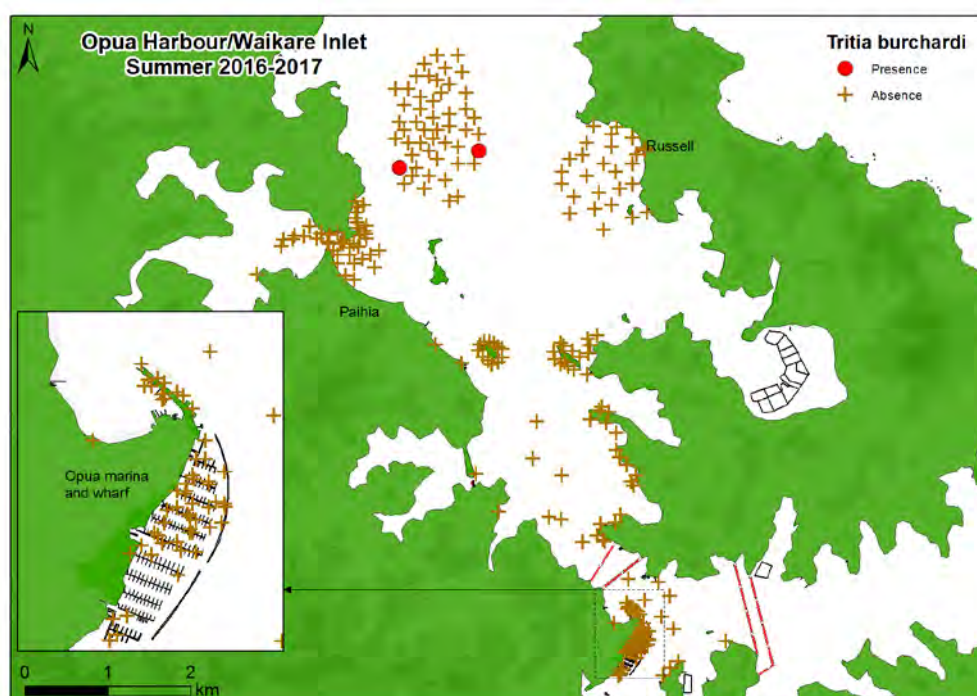 N
Opua Harbour/Waikare Inlet
Summer 2016-2017
Tritia burchardi
Presence
Absence
Russell
Paihia
Opua marina
and wharf
0 1 2
km